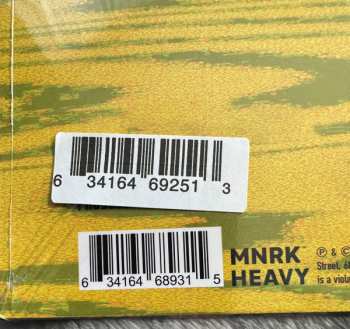 6 34164 69251 3
6 34164 68931 5
MNRK
HEAVY
℗ & ©
Street,
is a viola